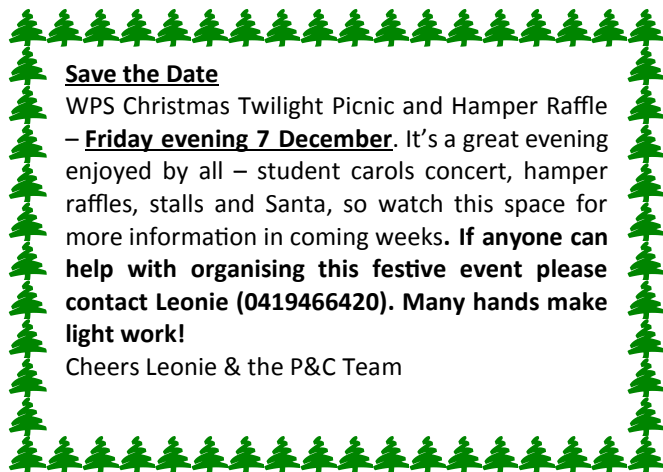 Save the Date
WPS Christmas Twilight Picnic and Hamper Raffle
– Friday evening 7 December. It’s a great evening
enjoyed by all – student carols concert, hamper
raffles, stalls and Santa, so watch this space for
more information in coming weeks. If anyone can
help with organising this festive event please
contact Leonie (0419466420). Many hands make
light work!
Cheers Leonie & the P&C Team